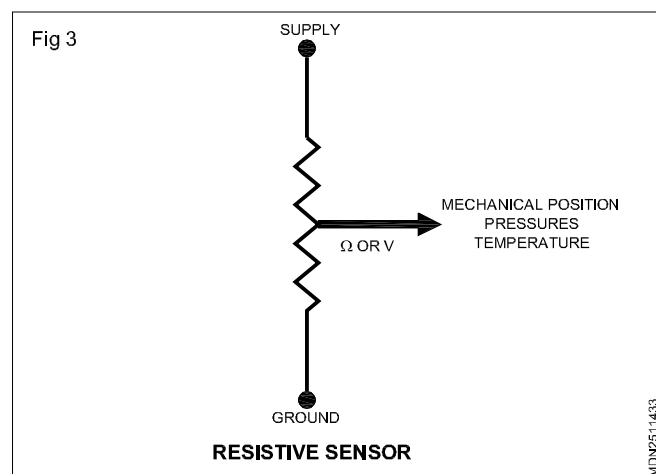 Fig 3
SUPPLY
MECHANICAL POSITION
PRESSURES
TEMPERATURE
Ω OR V
GROUND
RESISTIVE SENSOR
MDN2511433